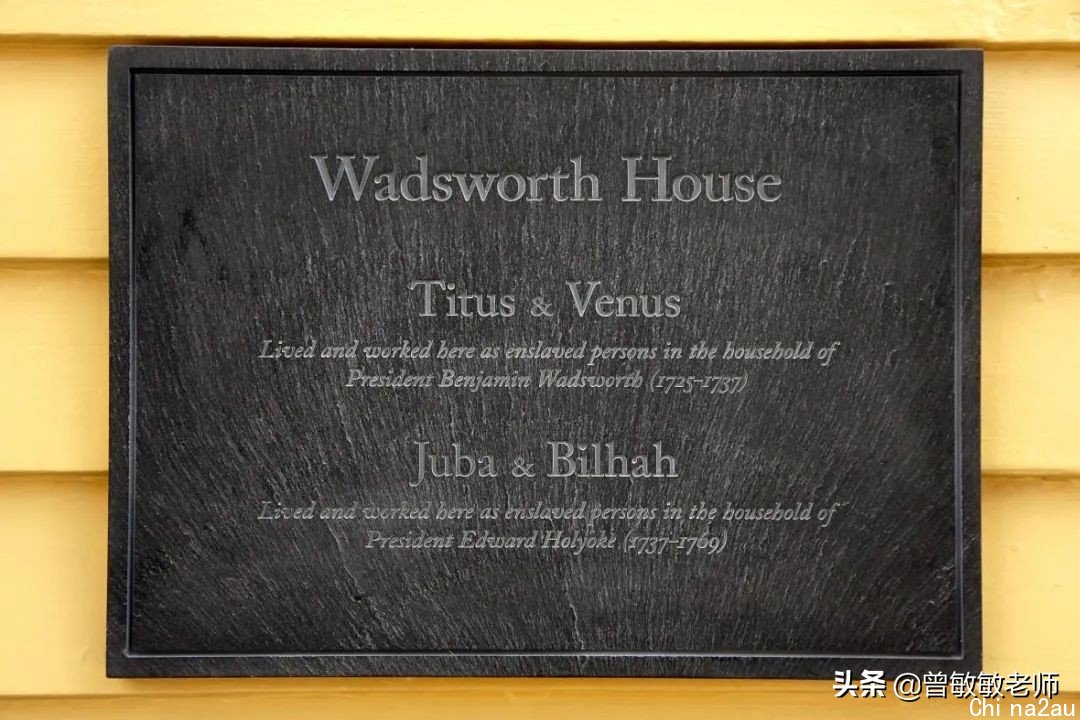 Wadsworth House
Titus & Venus
Lived and worked here as enslaved persons in the household of
President Benjamin Wadsworth (1725–1737)
Juba & Bilhah
Lived and worked here as enslaved persons in the household of
President Edward Holyoke (1737–1769)
头条 @曾敏敏老师
Chi na2au